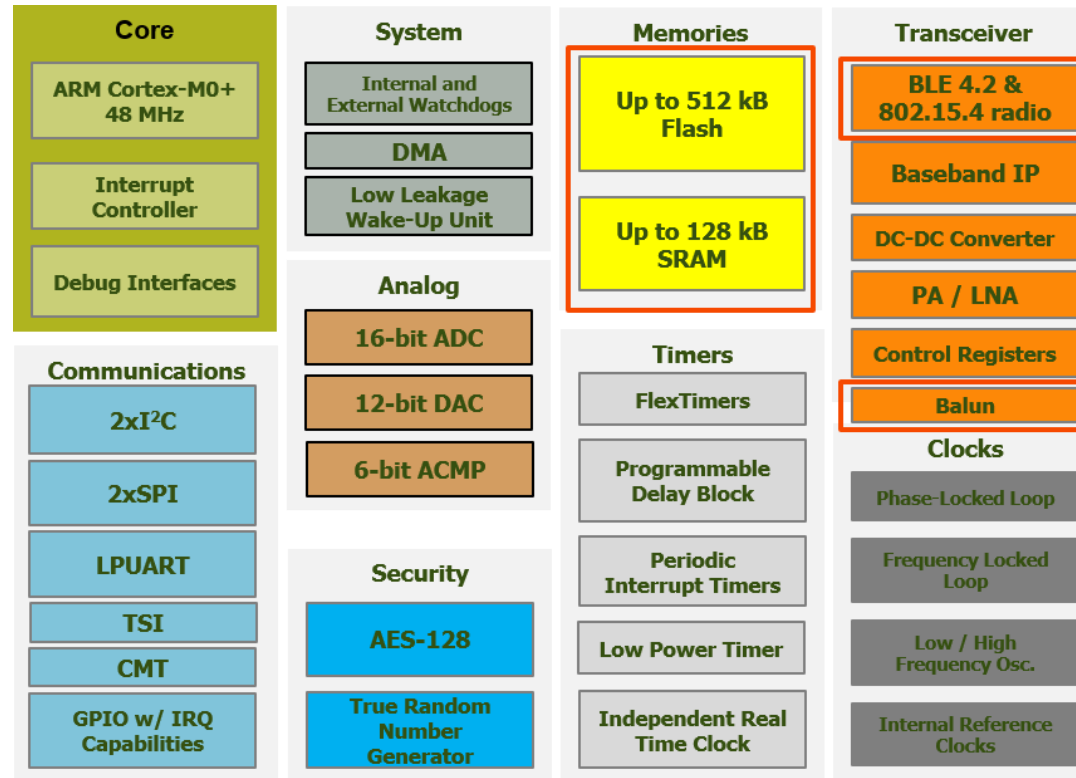 Core
ARM Cortex-M0+
48 MHz
Interrupt
Controller
Debug Interfaces
Communications
2xI²C
2xSPI
LPUART
TSI
CMT
GPIO w/ IRQ
Capabilities
System
Internal and
External Watchdogs
DMA
Low Leakage
Wake-Up Unit
Analog
16-bit ADC
12-bit DAC
6-bit ACMP
Security
AES-128
True Random
Number
Generator
Memories
Up to 512 kB
Flash
Up to 128 kB
SRAM
Timers
FlexTimers
Programmable
Delay Block
Periodic
Interrupt Timers
Low Power Timer
Independent Real
Time Clock
Transceiver
BLE 4.2 &
802.15.4 radio
Baseband IP
DC-DC Converter
PA / LNA
Control Registers
Balun
Clocks
Phase-Locked Loop
Frequency Locked
Loop
Low / High
Frequency Osc.
Internal Reference
Clocks